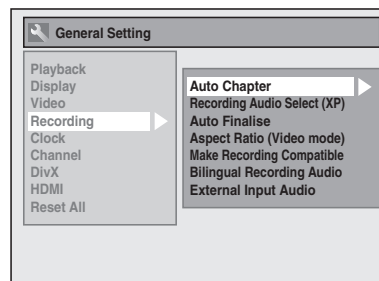 General Setting
Playback
Display
Video
Recording
Clock
Channel
DivX
HDMI
Reset All
Auto Chapter
Recording Audio Select (XP)
Auto Finalise
Aspect Ratio (Video mode)
Make Recording Compatible
Bilingual Recording Audio
External Input Audio